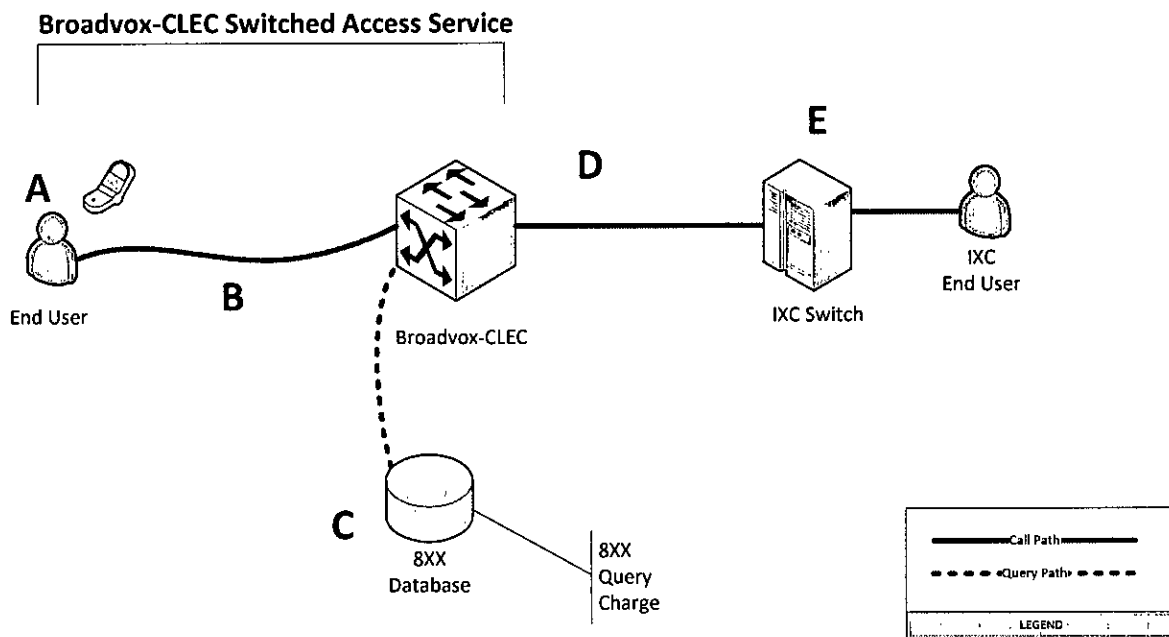 Broadvox-CLEC Switched Access Service
A
B
C
D
E
End User
Broadvox-CLEC
IXC Switch
IXC
End User
8XX
Database
8XX
Query
Charge
Call Path
Query Path
LEGEND